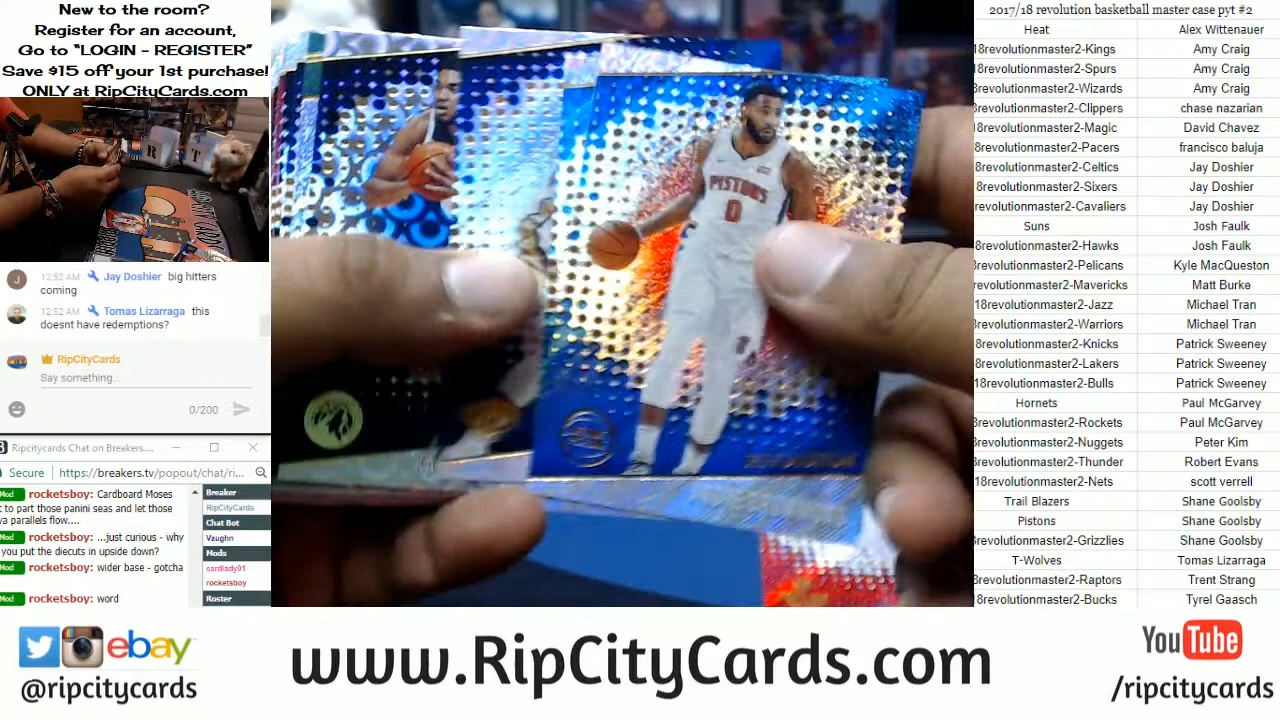 New to the room?
Register for an account,
Go to “LOGIN - REGISTER”
Save $15 off your 1st purchase!
ONLY at RipCityCards.com
R
T
J
12:52 AM Jay Doshier big hitters
coming
12:52 AM Tomas Lizarraga this
doesnt have redemptions?
RipCityCards
Say something...
0/200
Ripcitycards Chat on Breakers....
Secure https://breakers.tv/popout/chat/ri...
Mod rocketsboy: Cardboard Moses
t to part those panini seas and let those
va parallels flow....
Mod rocketsboy: ...just curious - why
you put the diecuts in upside down?
Mod rocketsboy: wider base - gotcha
Mod rocketsboy: word
Breaker
RipCityCards
Chat Bot
Vaughn
Mods
cardlady01
rocketsboy
Roster
PISTONS
0
2017/18 revolution basketball master case pyt #2
Heat Alex Wittenauer
18revolutionmaster2-Kings Amy Craig
8revolutionmaster2-Spurs Amy Craig
8revolutionmaster2-Wizards Amy Craig
8revolutionmaster2-Clippers chase nazarian
18revolutionmaster2-Magic David Chavez
8revolutionmaster2-Pacers francisco baluja
8revolutionmaster2-Celtics Jay Doshier
8revolutionmaster2-Sixers Jay Doshier
revolutionmaster2-Cavaliers Jay Doshier
Suns Josh Faulk
8revolutionmaster2-Hawks Josh Faulk
revolutionmaster2-Pelicans Kyle MacQueston
revolutionmaster2-Mavericks Matt Burke
18revolutionmaster2-Jazz Michael Tran
revolutionmaster2-Warriors Michael Tran
8revolutionmaster2-Knicks Patrick Sweeney
8revolutionmaster2-Lakers Patrick Sweeney
18revolutionmaster2-Bulls Patrick Sweeney
Hornets Paul McGarvey
revolutionmaster2-Rockets Paul McGarvey
revolutionmaster2-Nuggets Peter Kim
revolutionmaster2-Thunder Robert Evans
18revolutionmaster2-Nets scott verrell
Trail Blazers Shane Goolsby
Pistons Shane Goolsby
revolutionmaster2-Grizzlies Shane Goolsby
T-Wolves Tomas Lizarraga
revolutionmaster2-Raptors Trent Strang
8revolutionmaster2-Bucks Tyrel Gaasch
ebay
@ripcitycards
www.RipCityCards.com
YouTube
/ripcitycards